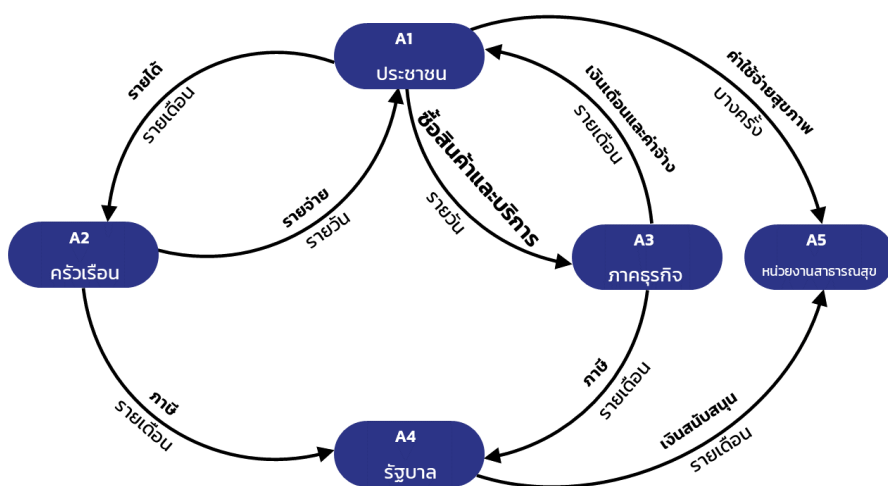 A1
ประชาชน
รายได้
รายเดือน
เงินเดือนและค่าจ้าง
รายเดือน
ค่าใช้จ่ายสุขภาพ
บางครั้ง
ซื้อสินค้าและบริการ
รายวัน
รายจ่าย
รายวัน
A2
ครัวเรือน
A3
ภาคธุรกิจ
A5
หน่วยงานสาธารณสุข
ภาษี
รายเดือน
ภาษี
รายเดือน
เงินสนับสนุน
รายเดือน
A4
รัฐบาล